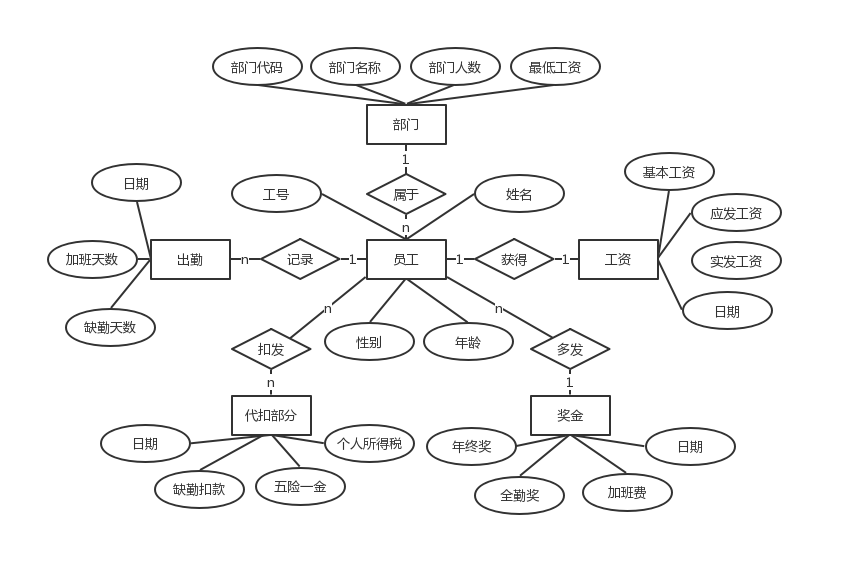 部门代码
部门名称
部门人数
最低工资
部门
1
属于
n
日期
工号
姓名
基本工资
应发工资
加班天数
出勤
n
记录
1
员工
1
获得
1
工资
实发工资
日期
缺勤天数
n
n
扣发
性别
年龄
多发
n
1
代扣部分
奖金
日期
个人所得税
年终奖
日期
缺勤扣款
五险一金
全勤奖
加班费